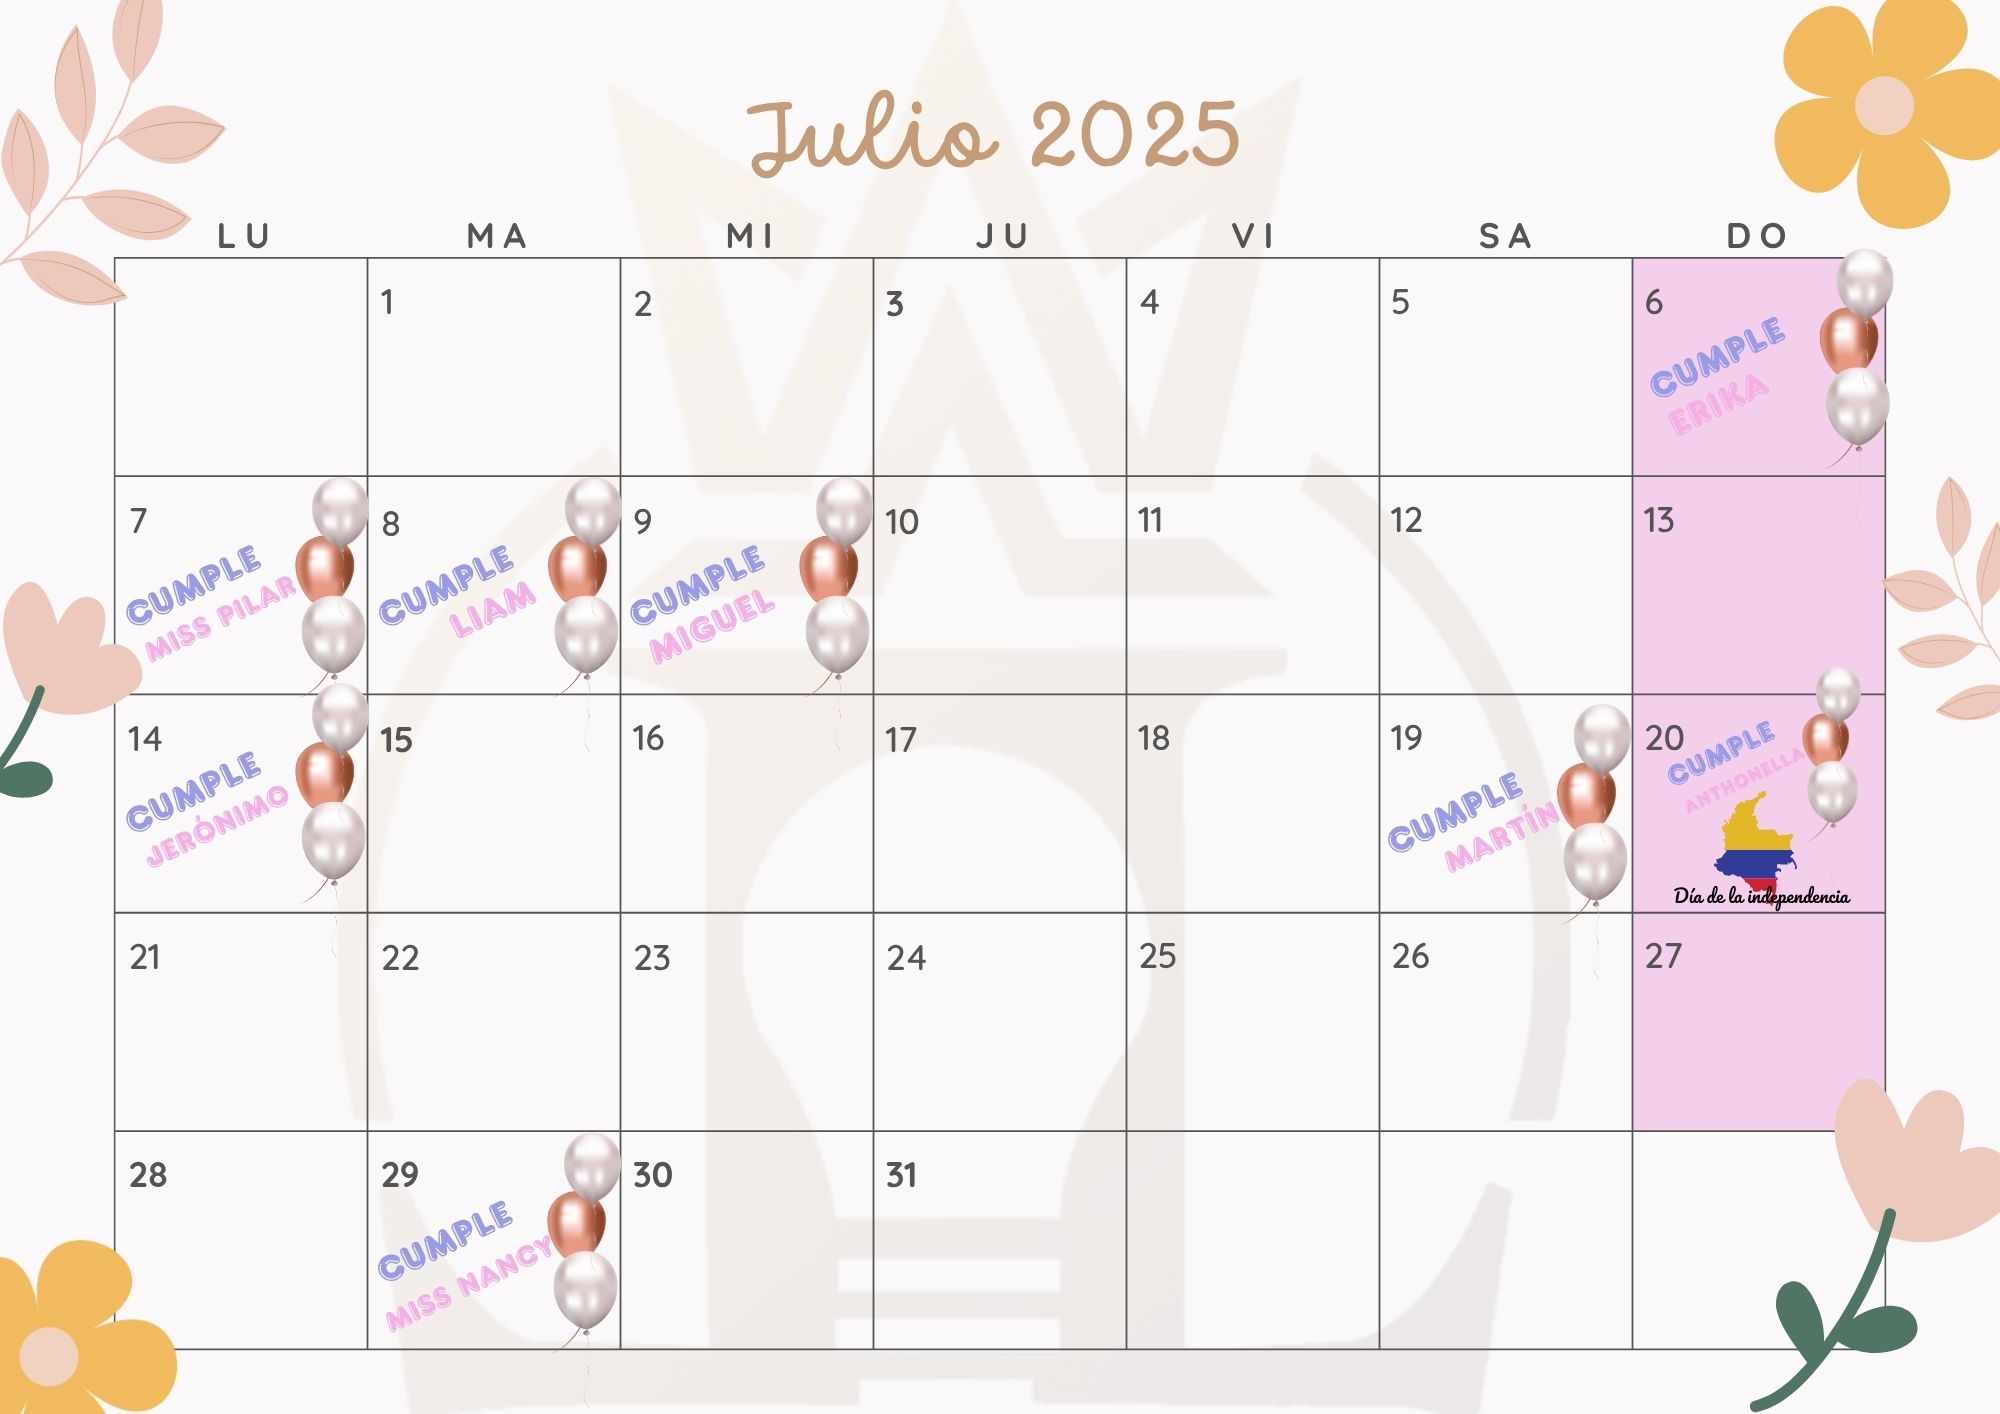 Julio 2025
LU MA MI JU VI SA DO
1 2 3 4 5 6
CUMPLE
ERIKA
7 8 9 10 11 12 13
CUMPLE
MISS PILAR
CUMPLE
LIAM
CUMPLE
MIGUEL
14 15 16 17 18 19 20
CUMPLE
JERÓNIMO
CUMPLE
MARTÍN
CUMPLE
ANTHONELLA
Día de la independencia
21 22 23 24 25 26 27
28 29 30 31
CUMPLE
MISS NANCY